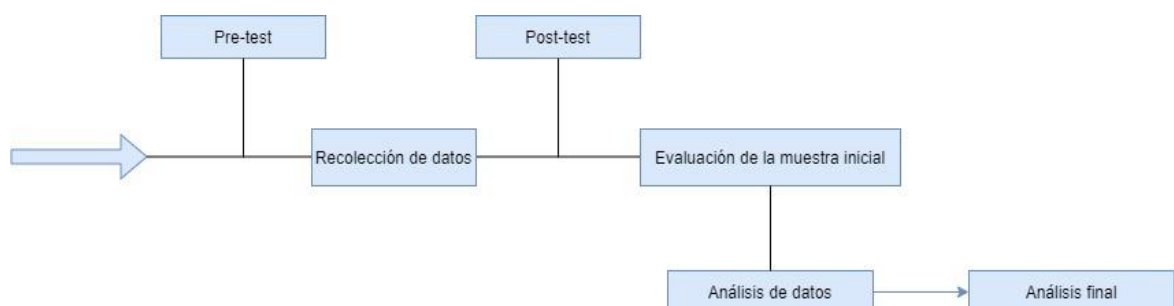 Pre-test
Post-test
Recolección de datos
Evaluación de la muestra inicial
Análisis de datos
Análisis final